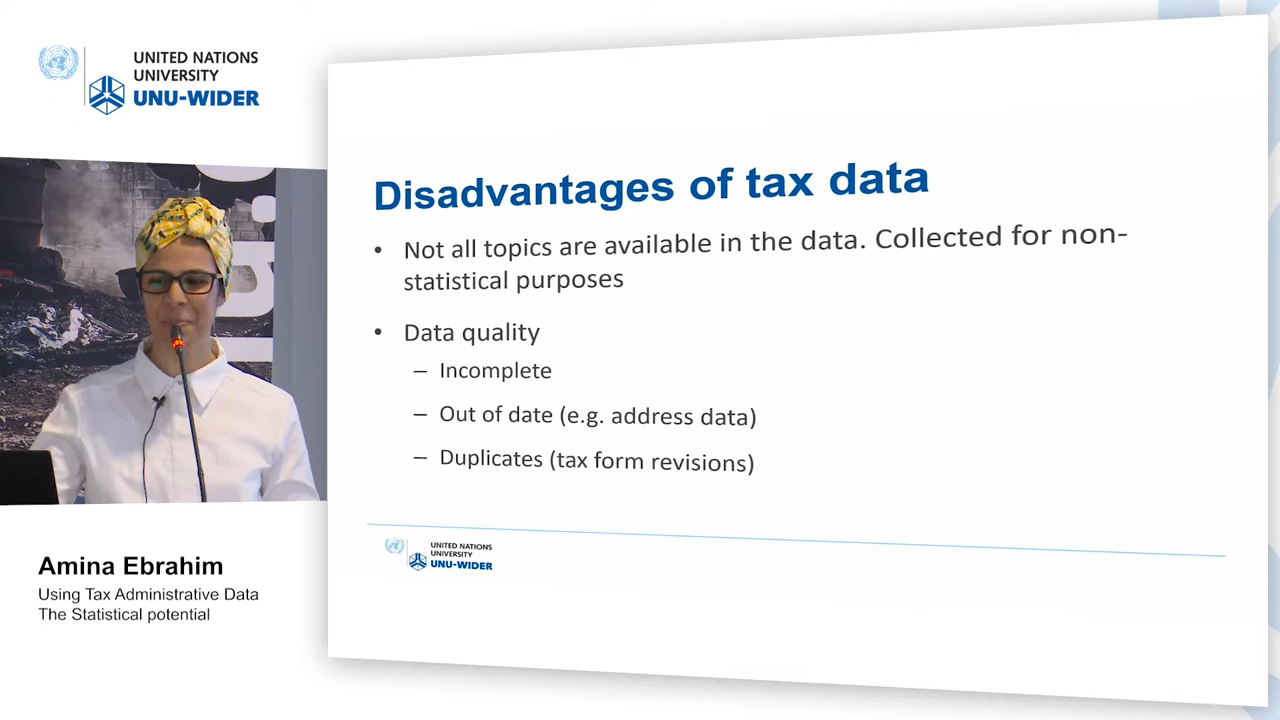 UNITED NATIONS
UNIVERSITY
UNU-WIDER
Disadvantages of tax data
• Not all topics are available in the data. Collected for non-
statistical purposes
• Data quality
– Incomplete
– Out of date (e.g. address data)
– Duplicates (tax form revisions)
UNITED NATIONS
UNIVERSITY
UNU-WIDER
Amina Ebrahim
Using Tax Administrative Data
The Statistical potential